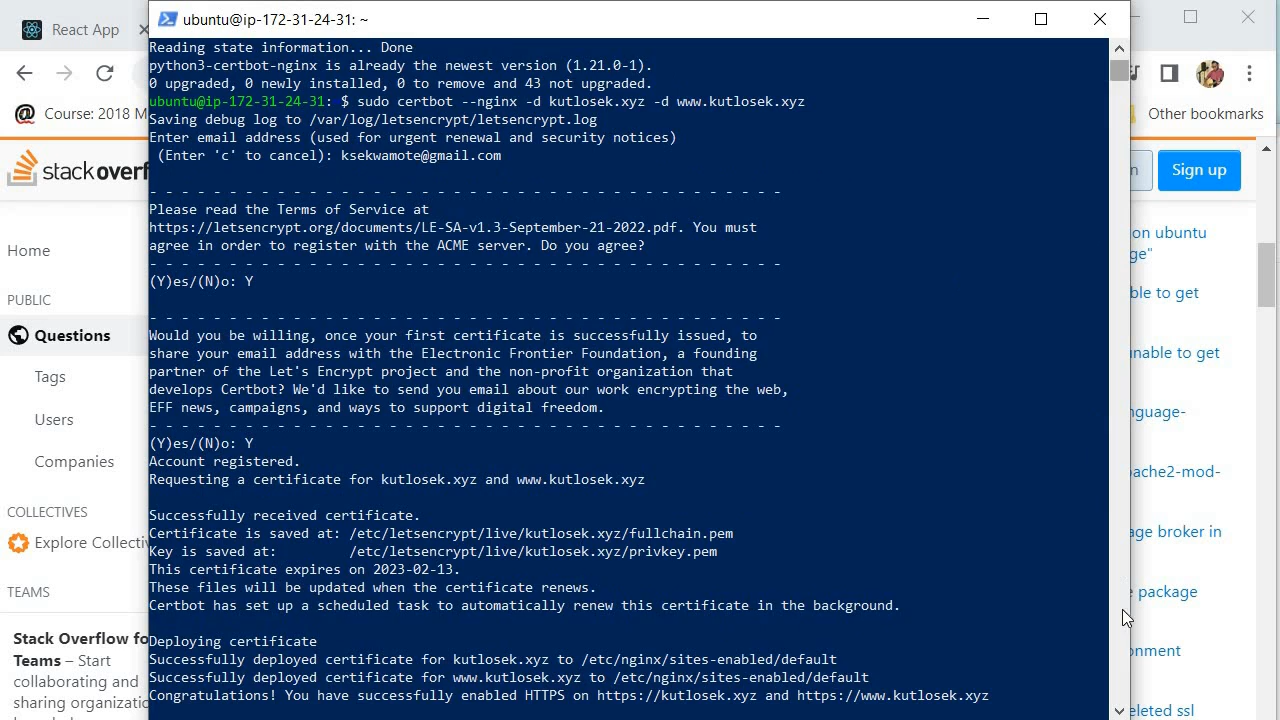 React App
ubuntu@ip-172-31-24-31: ~
Course: 2018 M
Other bookmarks
stack overf
Sign up
Home
PUBLIC
Questions
Tags
Users
Companies
COLLECTIVES
Explore Collecti
TEAMS
Stack Overflow fo
Teams – Start
collaborating and
sharing organizatio
Reading state information... Done
python3-certbot-nginx is already the newest version (1.21.0-1).
0 upgraded, 0 newly installed, 0 to remove and 43 not upgraded.
ubuntu@ip-172-31-24-31: $ sudo certbot --nginx -d kutlosek.xyz -d www.kutlosek.xyz
Saving debug log to /var/log/letsencrypt/letsencrypt.log
Enter email address (used for urgent renewal and security notices)
(Enter 'c' to cancel): ksekwamote@gmail.com
- - - - - - - - - - - - - - - - - - - - - - - - - - - - - - - - - - - - - - - -
Please read the Terms of Service at
https://letsencrypt.org/documents/LE-SA-v1.3-September-21-2022.pdf. You must
agree in order to register with the ACME server. Do you agree?
- - - - - - - - - - - - - - - - - - - - - - - - - - - - - - - - - - - - - - - -
(Y)es/(N)o: Y
- - - - - - - - - - - - - - - - - - - - - - - - - - - - - - - - - - - - - - - -
Would you be willing, once your first certificate is successfully issued, to
share your email address with the Electronic Frontier Foundation, a founding
partner of the Let's Encrypt project and the non-profit organization that
develops Certbot? We'd like to send you email about our work encrypting the web,
EFF news, campaigns, and ways to support digital freedom.
- - - - - - - - - - - - - - - - - - - - - - - - - - - - - - - - - - - - - - - -
(Y)es/(N)o: Y
Account registered.
Requesting a certificate for kutlosek.xyz and www.kutlosek.xyz
Successfully received certificate.
Certificate is saved at: /etc/letsencrypt/live/kutlosek.xyz/fullchain.pem
Key is saved at: /etc/letsencrypt/live/kutlosek.xyz/privkey.pem
This certificate expires on 2023-02-13.
These files will be updated when the certificate renews.
Certbot has set up a scheduled task to automatically renew this certificate in the background.
Deploying certificate
Successfully deployed certificate for kutlosek.xyz to /etc/nginx/sites-enabled/default
Successfully deployed certificate for www.kutlosek.xyz to /etc/nginx/sites-enabled/default
Congratulations! You have successfully enabled HTTPS on https://kutlosek.xyz and https://www.kutlosek.xyz
n
on ubuntu
ge"
ble to get
unable to get
nguage-
pache2-mod-
age broker in
e package
onment
eleted ssl